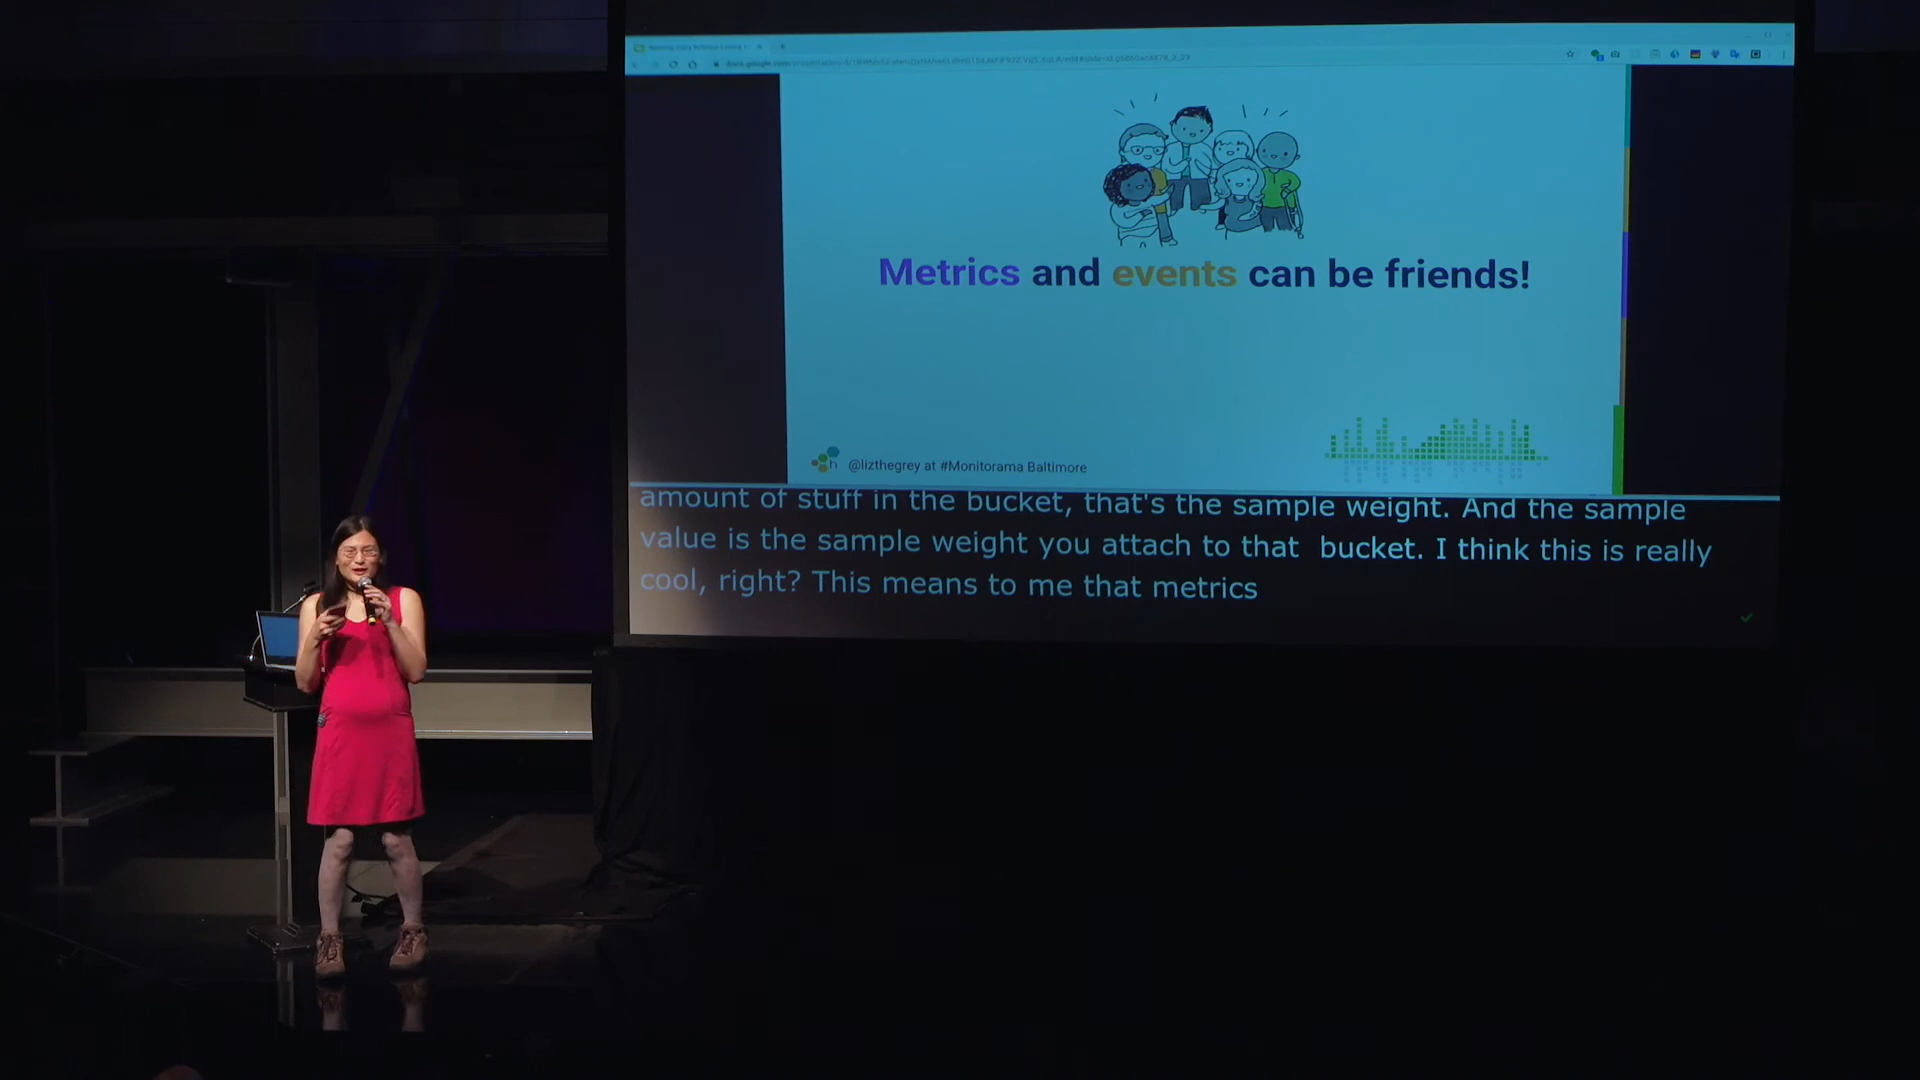 Metrics and events can be friends!
h @lizthegrey at #Monitorama Baltimore
amount of stuff in the bucket, that's the sample weight. And the sample
value is the sample weight you attach to that bucket. I think this is really
cool, right? This means to me that metrics